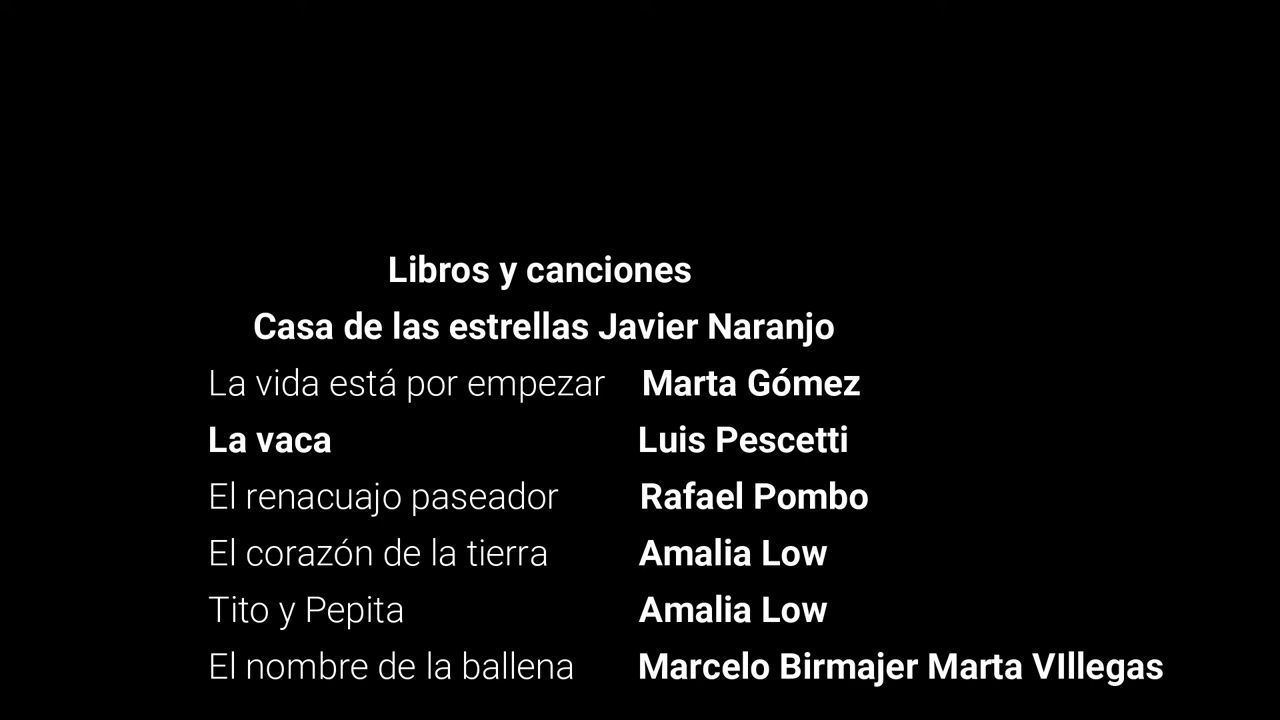 Libros y canciones
Casa de las estrellas Javier Naranjo
La vida está por empezar Marta Gómez
La vaca Luis Pescetti
El renacuajo paseador Rafael Pombo
El corazón de la tierra Amalia Low
Tito y Pepita Amalia Low
El nombre de la ballena Marcelo Birmajer Marta VIllegas